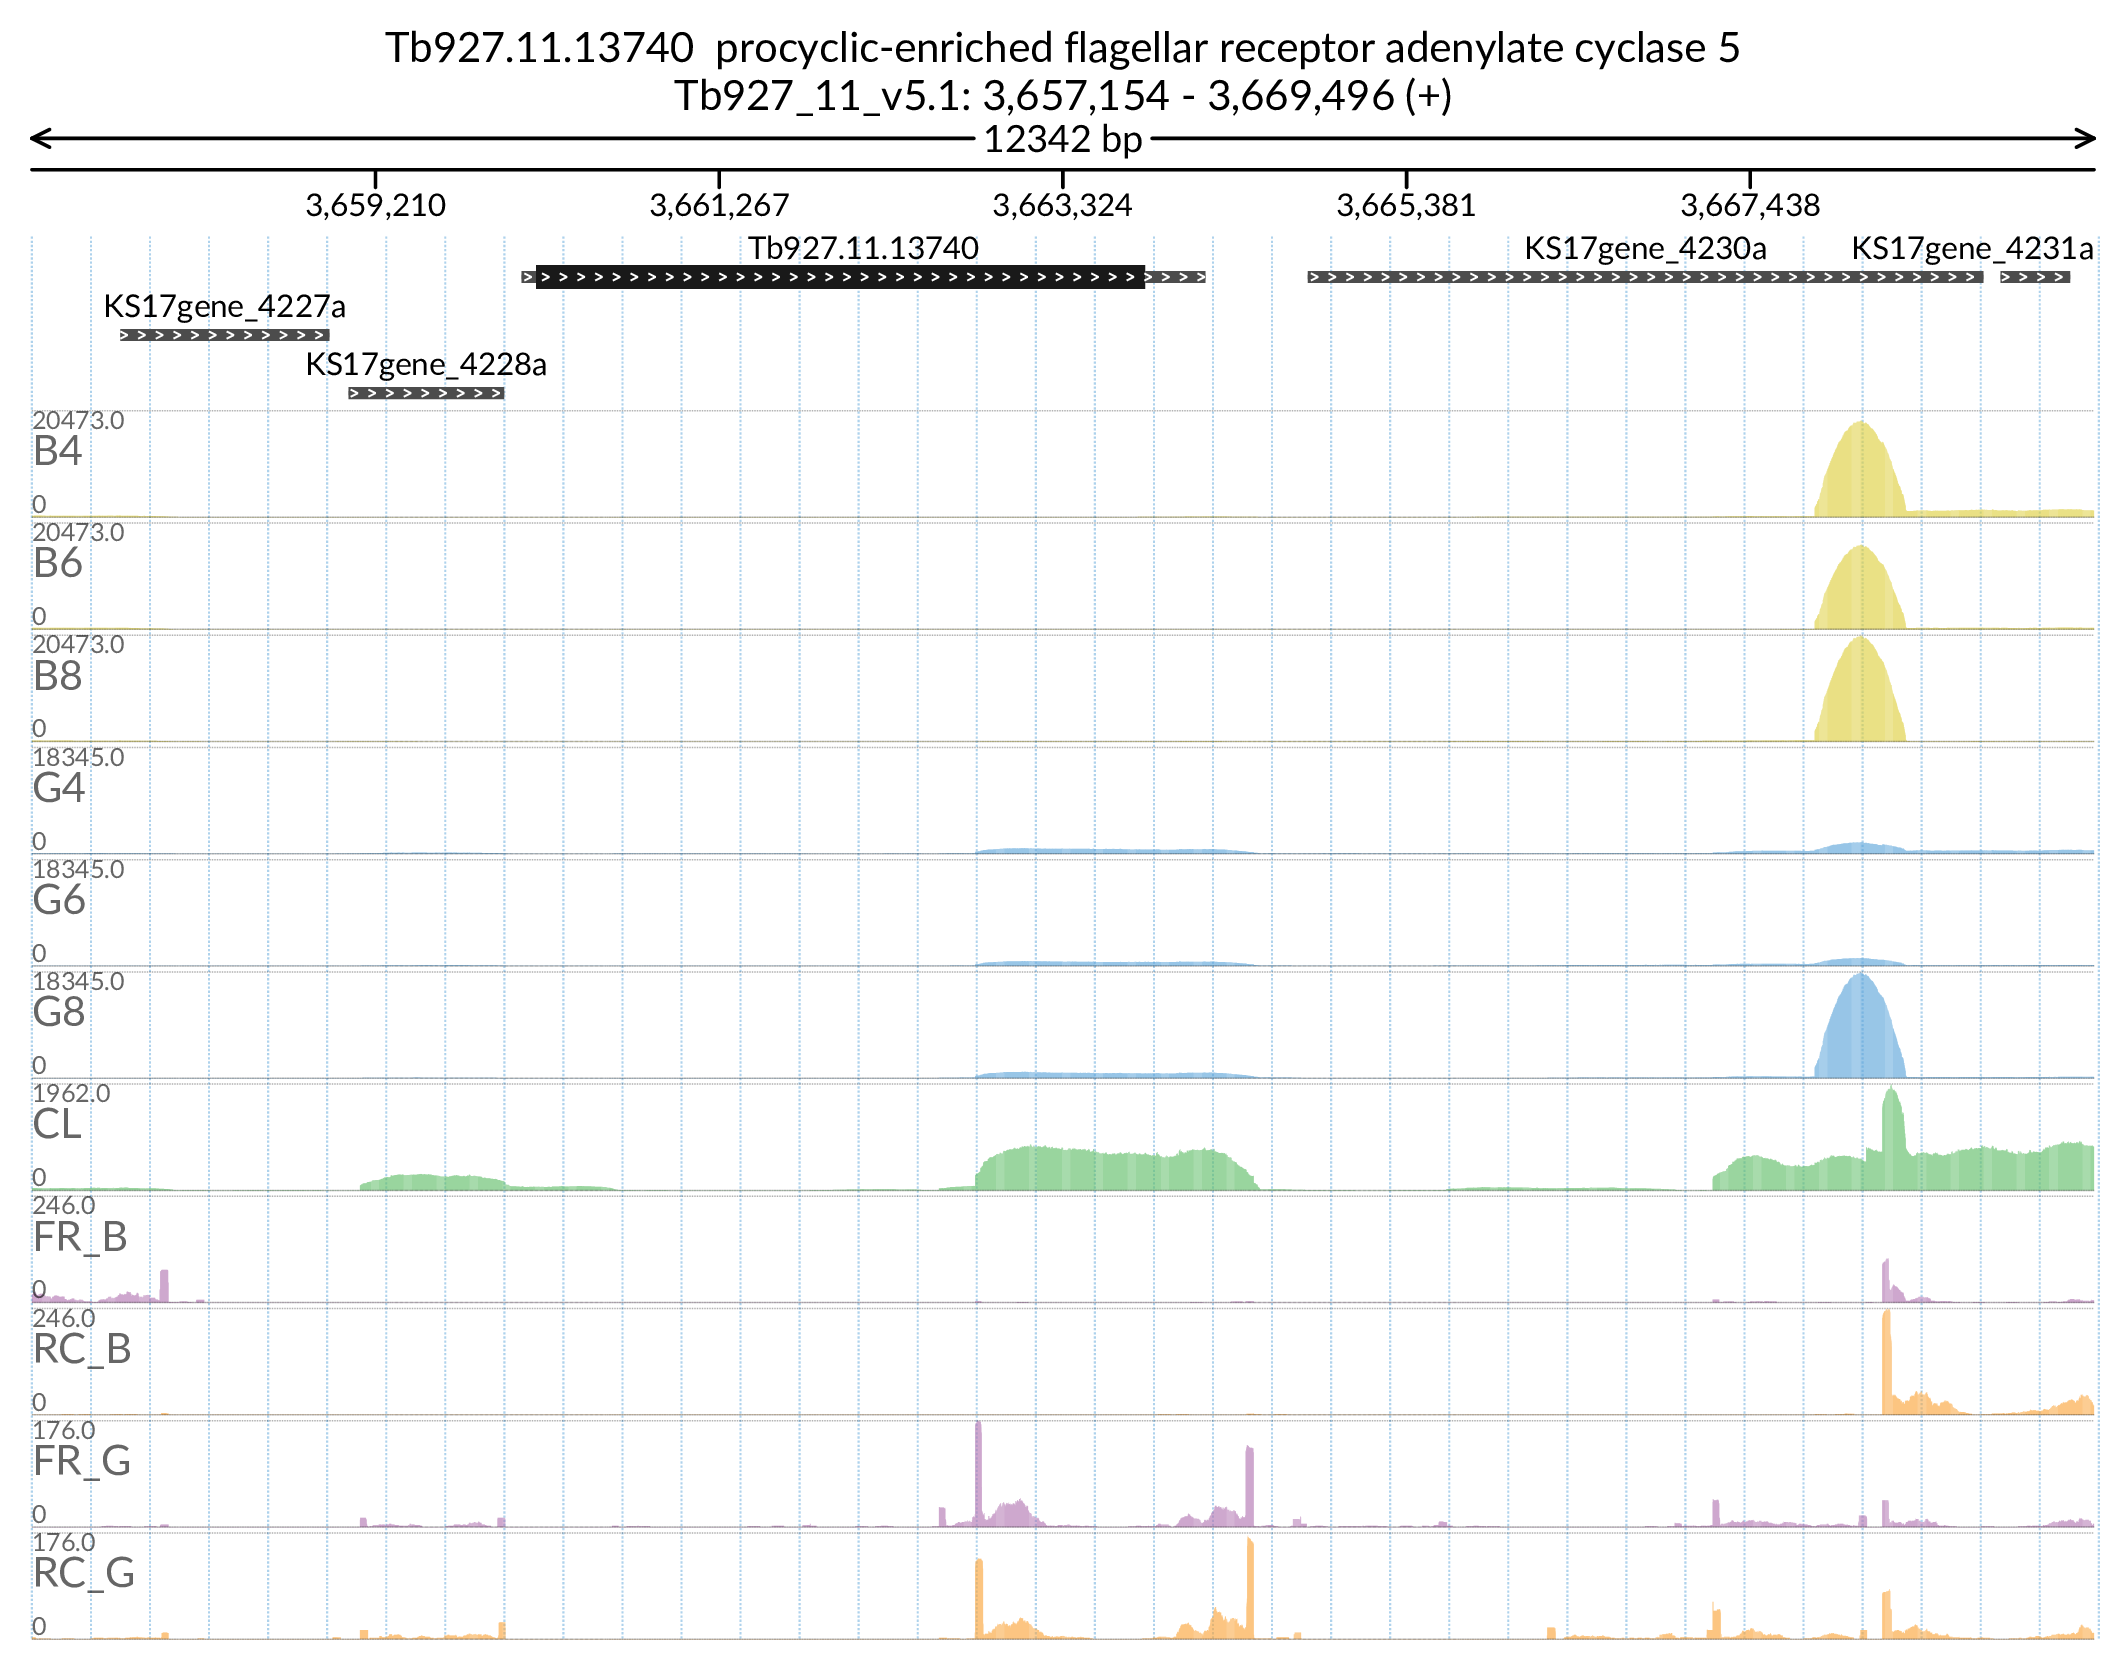 Tb927.11.13740  procyclic-enriched flagellar receptor adenylate cyclase 5
Tb927_11_v5.1: 3,657,154 - 3,669,496 (+)
12342 bp
3,659,210 3,661,267 3,663,324 3,665,381 3,667,438
Tb927.11.13740 KS17gene_4230a KS17gene_4231a
KS17gene_4227a
KS17gene_4228a
20473.0
B4
0
20473.0
B6
0
20473.0
B8
0
18345.0
G4
0
18345.0
G6
0
18345.0
G8
0
1962.0
CL
0
246.0
FR_B
0
246.0
RC_B
0
176.0
FR_G
0
176.0
RC_G
0